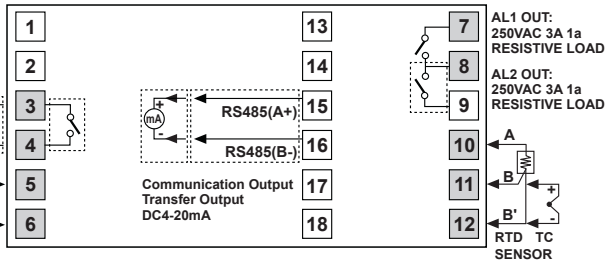 1
2
3
4
5
6
13
14
15
16
17
18
7
8
9
10
11
12
+
mA
-
RS485(A+)
RS485(B-)
Communication Output
Transfer Output
DC4-20mA
AL1 OUT:
250VAC 3A 1a
RESISTIVE LOAD
AL2 OUT:
250VAC 3A 1a
RESISTIVE LOAD
A
B
B'
+
-
RTD TC
SENSOR